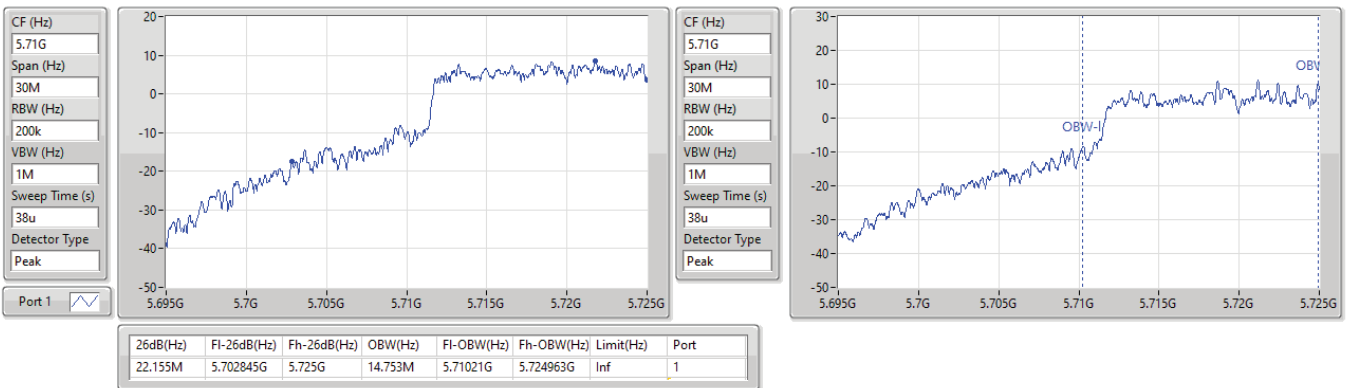 CF (Hz)
5.71G
Span (Hz)
30M
RBW (Hz)
200k
VBW (Hz)
1M
Sweep Time (s)
38u
Detector Type
Peak
Port 1
20
10
0
-10
-20
-30
-40
-50
5.695G 5.7G 5.705G 5.71G 5.715G 5.72G 5.725G
CF (Hz)
5.71G
Span (Hz)
30M
RBW (Hz)
200k
VBW (Hz)
1M
Sweep Time (s)
38u
Detector Type
Peak
30
20
10
0
-10
-20
-30
-40
-50
OBW-l
OBW
5.695G 5.7G 5.705G 5.71G 5.715G 5.72G 5.725G
26dB(Hz) Fl-26dB(Hz) Fh-26dB(Hz) OBW(Hz) Fl-OBW(Hz) Fh-OBW(Hz) Limit(Hz) Port
22.155M 5.702845G 5.725G 14.753M 5.71021G 5.724963G Inf 1